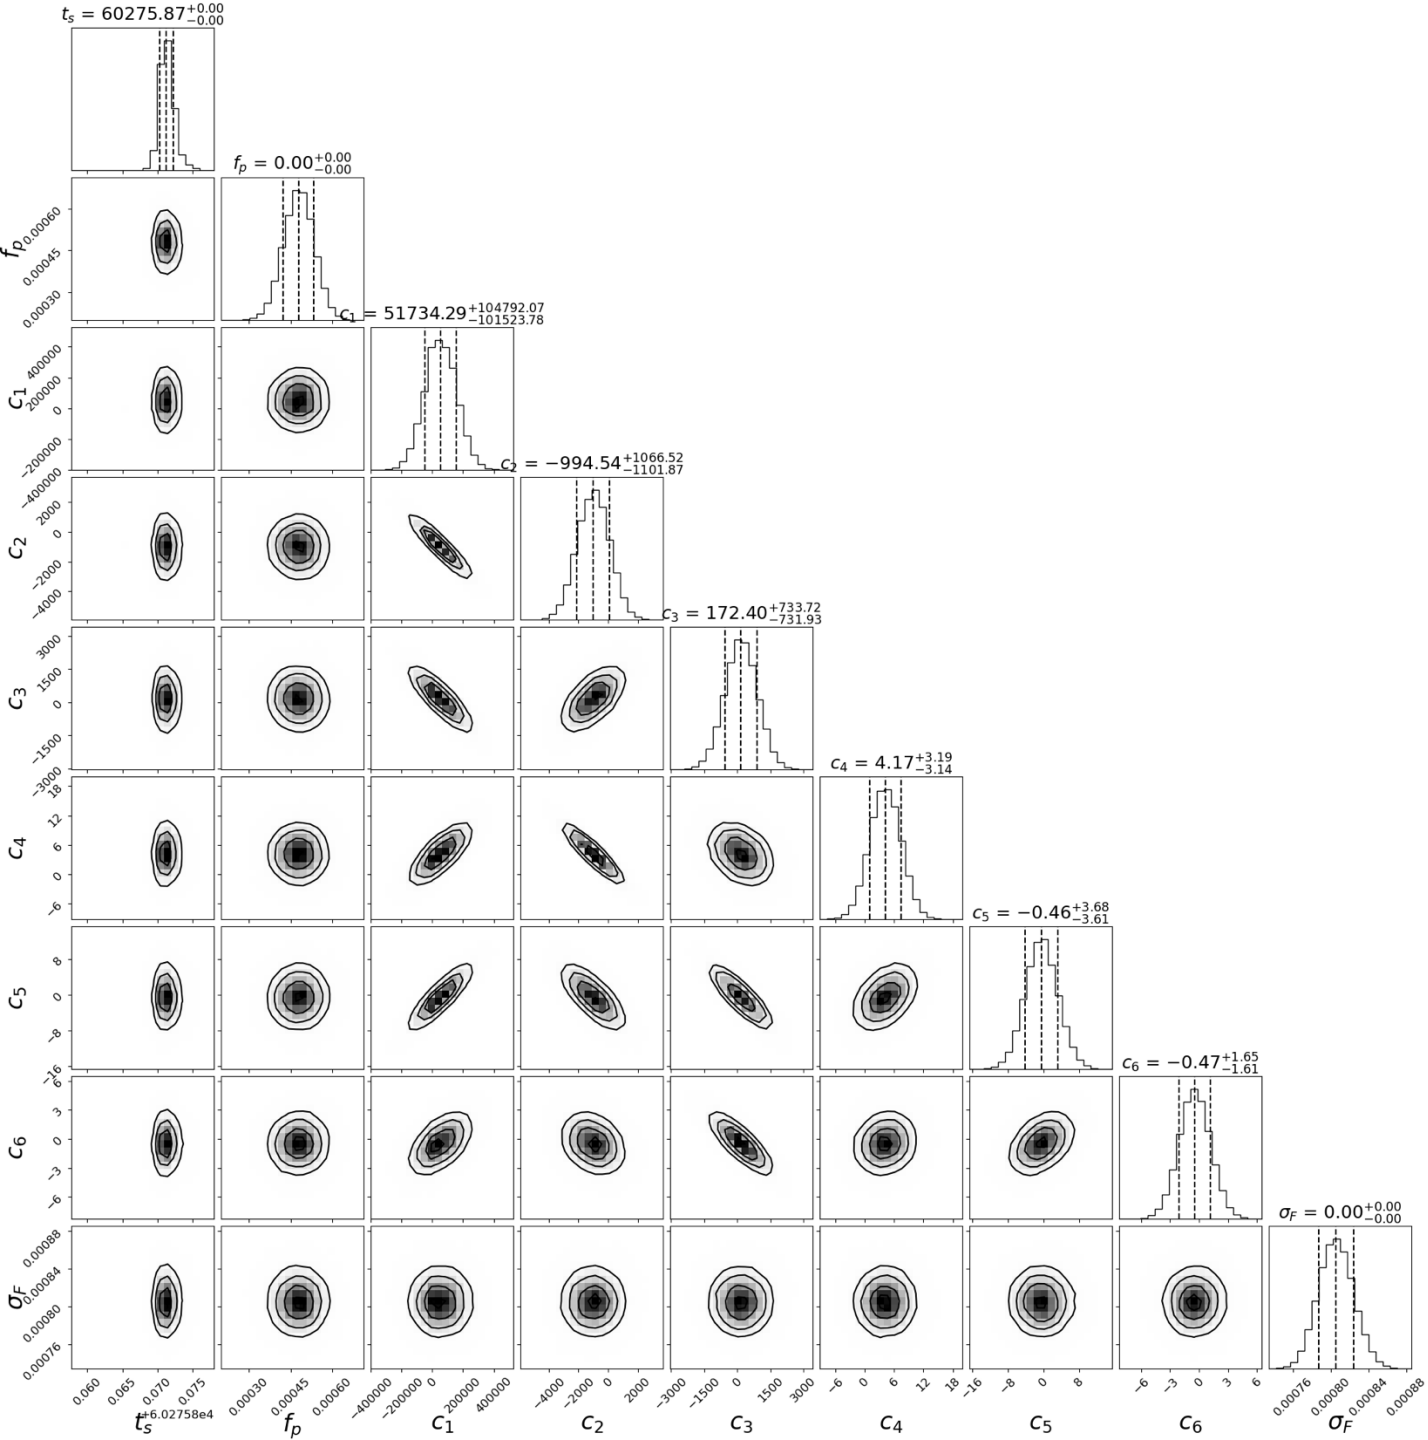 t_s = 60275.87^{+0.00}_{-0.00}
f_p = 0.00^{+0.00}_{-0.00}
f_p
0.00060
0.00045
0.00030
c_1 = 51734.29^{+104792.07}_{-101523.78}
c_1
400000
200000
0
−200000
−400000
c_2 = −994.54^{+1066.52}_{-1101.87}
c_2
2000
0
−2000
−4000
c_3 = 172.40^{+733.72}_{-731.93}
c_3
3000
1500
0
−1500
−3000
c_4 = 4.17^{+3.19}_{-3.14}
c_4
18
12
6
0
−6
c_5 = −0.46^{+3.68}_{-3.61}
c_5
8
0
−8
−16
c_6 = −0.47^{+1.65}_{-1.61}
c_6
6
3
0
−3
−6
σ_F = 0.00^{+0.00}_{-0.00}
σ_F
0.00088
0.00084
0.00080
0.00076
0.060 0.065 0.070 0.075 0.00030 0.00045 0.00060 −400000 0 200000 400000 −4000 −2000 0 2000 −3000 −1500 0 1500 3000 −6 0 6 12 18 −16 −8 0 8 −6 −3 0 3 6 0.00076 0.00080 0.00084 0.00088
+6.02758e4
t_s f_p c_1 c_2 c_3 c_4 c_5 c_6 σ_F